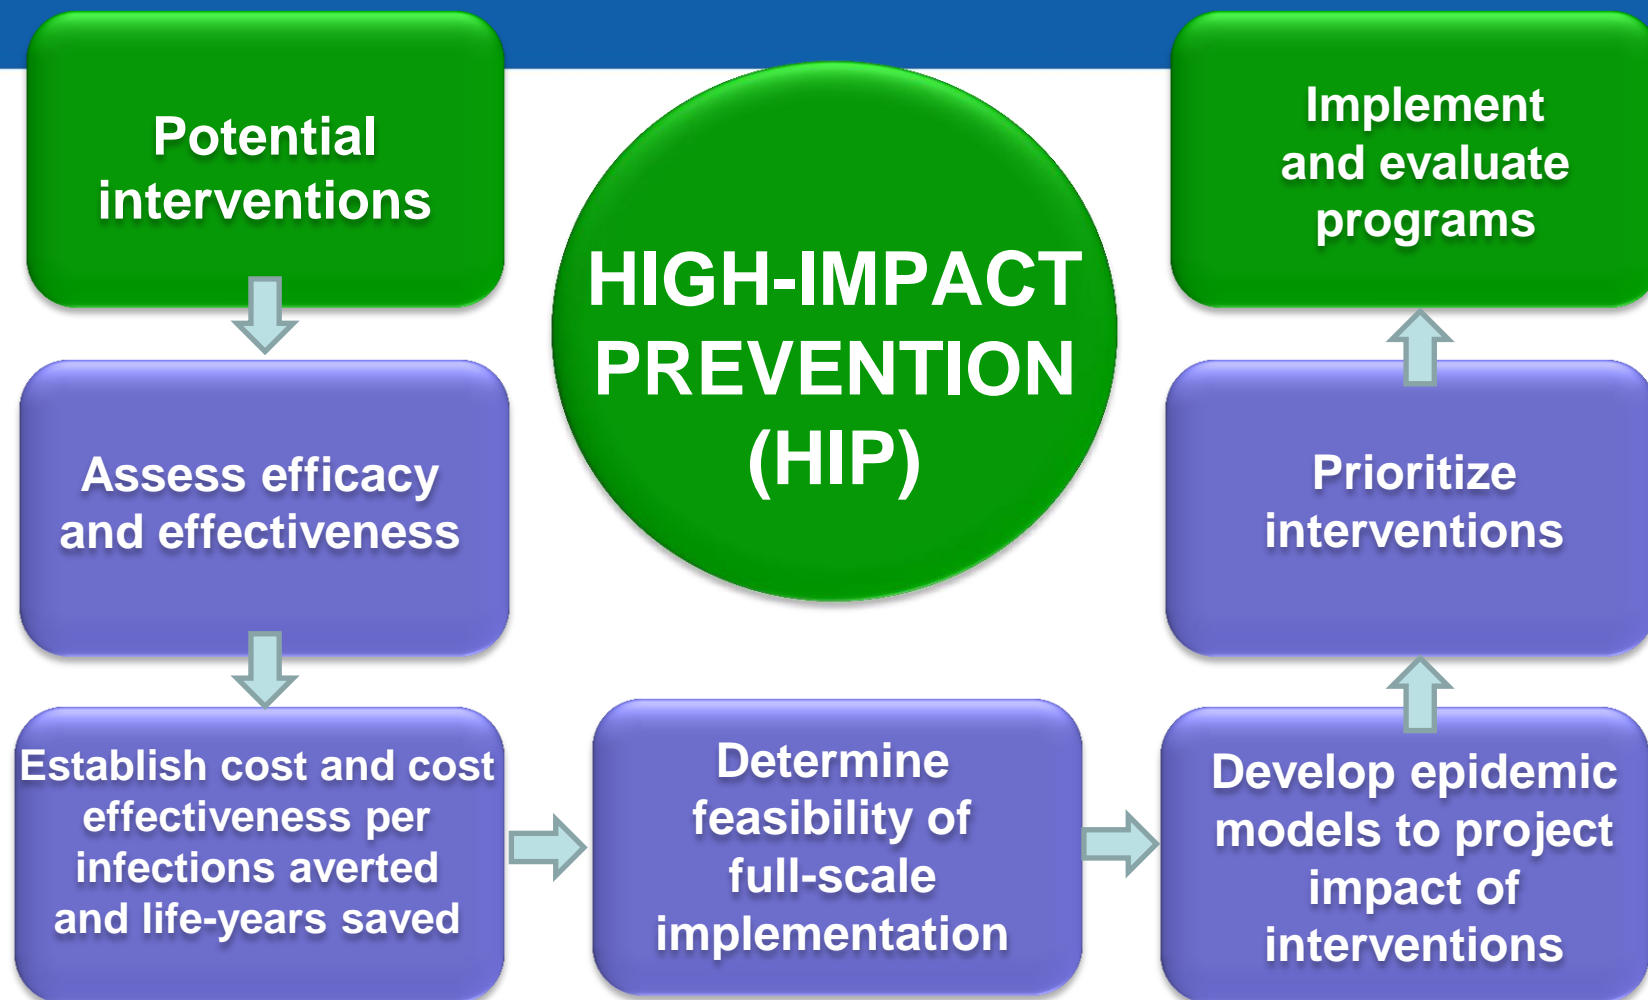 Potential
interventions
Assess efficacy
and effectiveness
Establish cost and cost
effectiveness per
infections averted
and life-years saved
HIGH-IMPACT
PREVENTION
(HIP)
Determine
feasibility of
full-scale
implementation
Develop epidemic
models to project
impact of
interventions
Prioritize
interventions
Implement
and evaluate
programs